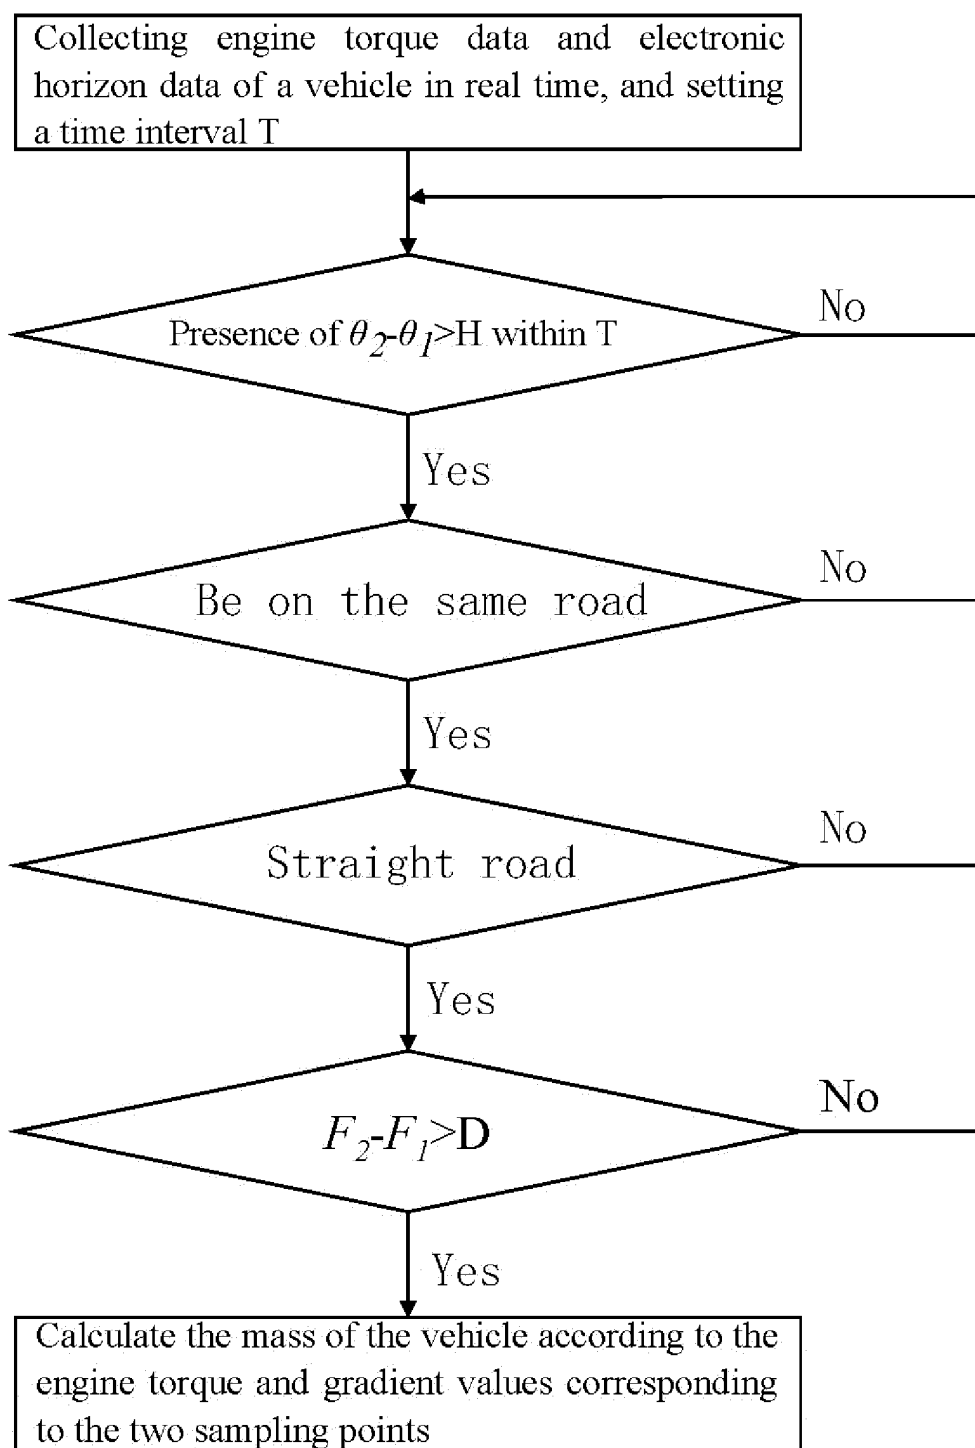 Collecting engine torque data and electronic
horizon data of a vehicle in real time, and setting
a time interval T
Presence of θ2-θ1>H within T
No
Yes
Be on the same road
No
Yes
Straight road
No
Yes
F2-F1>D
No
Yes
Calculate the mass of the vehicle according to the
engine torque and gradient values corresponding
to the two sampling points